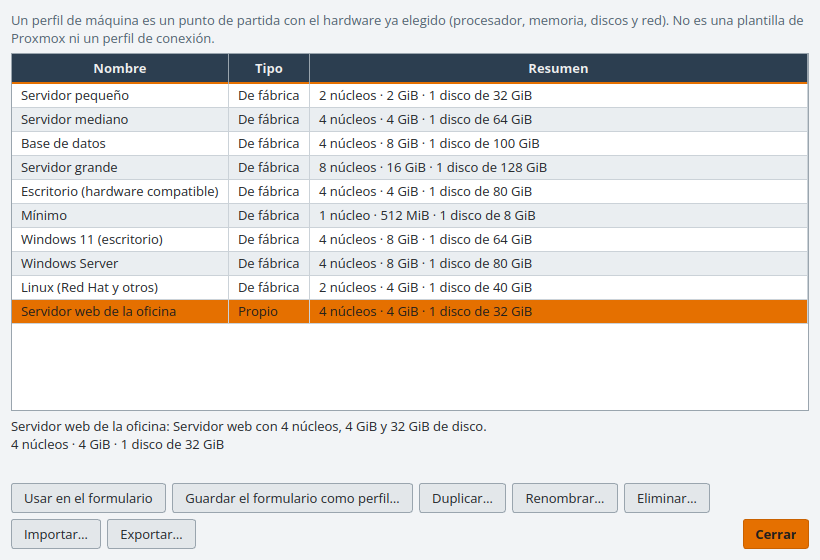 Un perfil de máquina es un punto de partida con el hardware ya elegido (procesador, memoria, discos y red). No es una plantilla de
Proxmox ni un perfil de conexión.
Nombre Tipo Resumen
Servidor pequeño De fábrica 2 núcleos · 2 GiB · 1 disco de 32 GiB
Servidor mediano De fábrica 4 núcleos · 4 GiB · 1 disco de 64 GiB
Base de datos De fábrica 4 núcleos · 8 GiB · 1 disco de 100 GiB
Servidor grande De fábrica 8 núcleos · 16 GiB · 1 disco de 128 GiB
Escritorio (hardware compatible) De fábrica 4 núcleos · 4 GiB · 1 disco de 80 GiB
Mínimo De fábrica 1 núcleo · 512 MiB · 1 disco de 8 GiB
Windows 11 (escritorio) De fábrica 4 núcleos · 8 GiB · 1 disco de 64 GiB
Windows Server De fábrica 4 núcleos · 8 GiB · 1 disco de 80 GiB
Linux (Red Hat y otros) De fábrica 2 núcleos · 4 GiB · 1 disco de 40 GiB
Servidor web de la oficina Propio 4 núcleos · 4 GiB · 1 disco de 32 GiB
Servidor web de la oficina: Servidor web con 4 núcleos, 4 GiB y 32 GiB de disco.
4 núcleos · 4 GiB · 1 disco de 32 GiB
Usar en el formulario Guardar el formulario como perfil... Duplicar... Renombrar... Eliminar...
Importar... Exportar... Cerrar